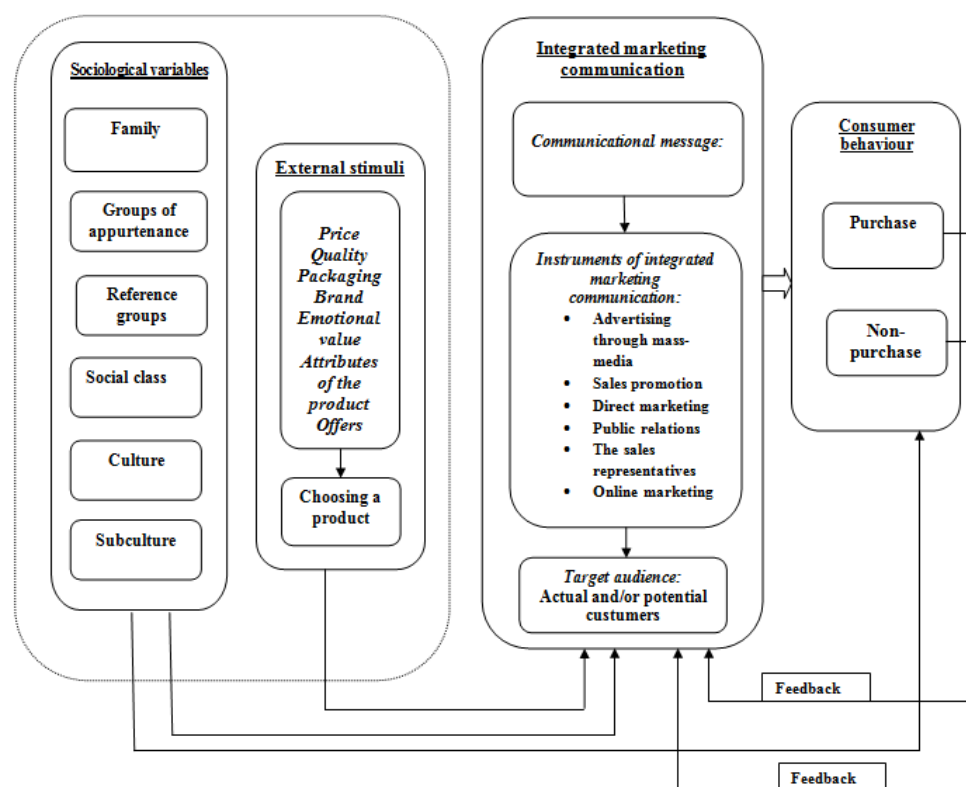 Sociological variables
Family
Groups of
appurtenance
Reference
groups
Social class
Culture
Subculture
External stimuli
Price
Quality
Packaging
Brand
Emotional
value
Attributes
of the
product
Offers
Choosing a
product
Integrated marketing
communication
Communicational message:
Instruments of integrated
marketing
communication:
• Advertising
through mass-
media
• Sales promotion
• Direct marketing
• Public relations
• The sales
representatives
• Online marketing
Target audience:
Actual and/or potential
custumers
Consumer
behaviour
Purchase
Non-
purchase
Feedback
Feedback